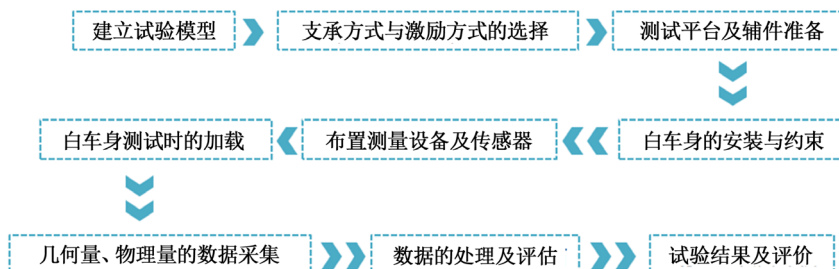 建立试验模型
支承方式与激励方式的选择
测试平台及辅件准备
白车身的安装与约束
布置测量设备及传感器
白车身测试时的加载
几何量、物理量的数据采集
数据的处理及评估
试验结果及评价